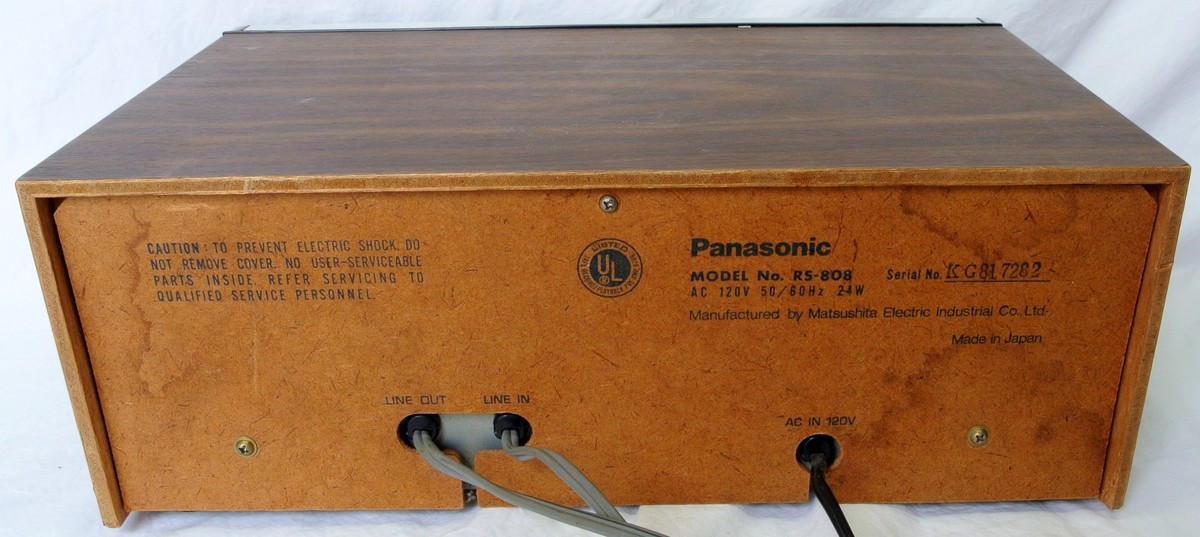 CAUTION: TO PREVENT ELECTRIC SHOCK, DO
NOT REMOVE COVER. NO USER-SERVICEABLE
PARTS INSIDE. REFER SERVICING TO
QUALIFIED SERVICE PERSONNEL.
LISTED
UL
Panasonic
MODEL No. RS-808
Serial No. KG817282
AC 120V 50/60Hz 24W
Manufactured by Matsushita Electric Industrial Co., Ltd.
Made in Japan
LINE OUT
LINE IN
AC IN 120V